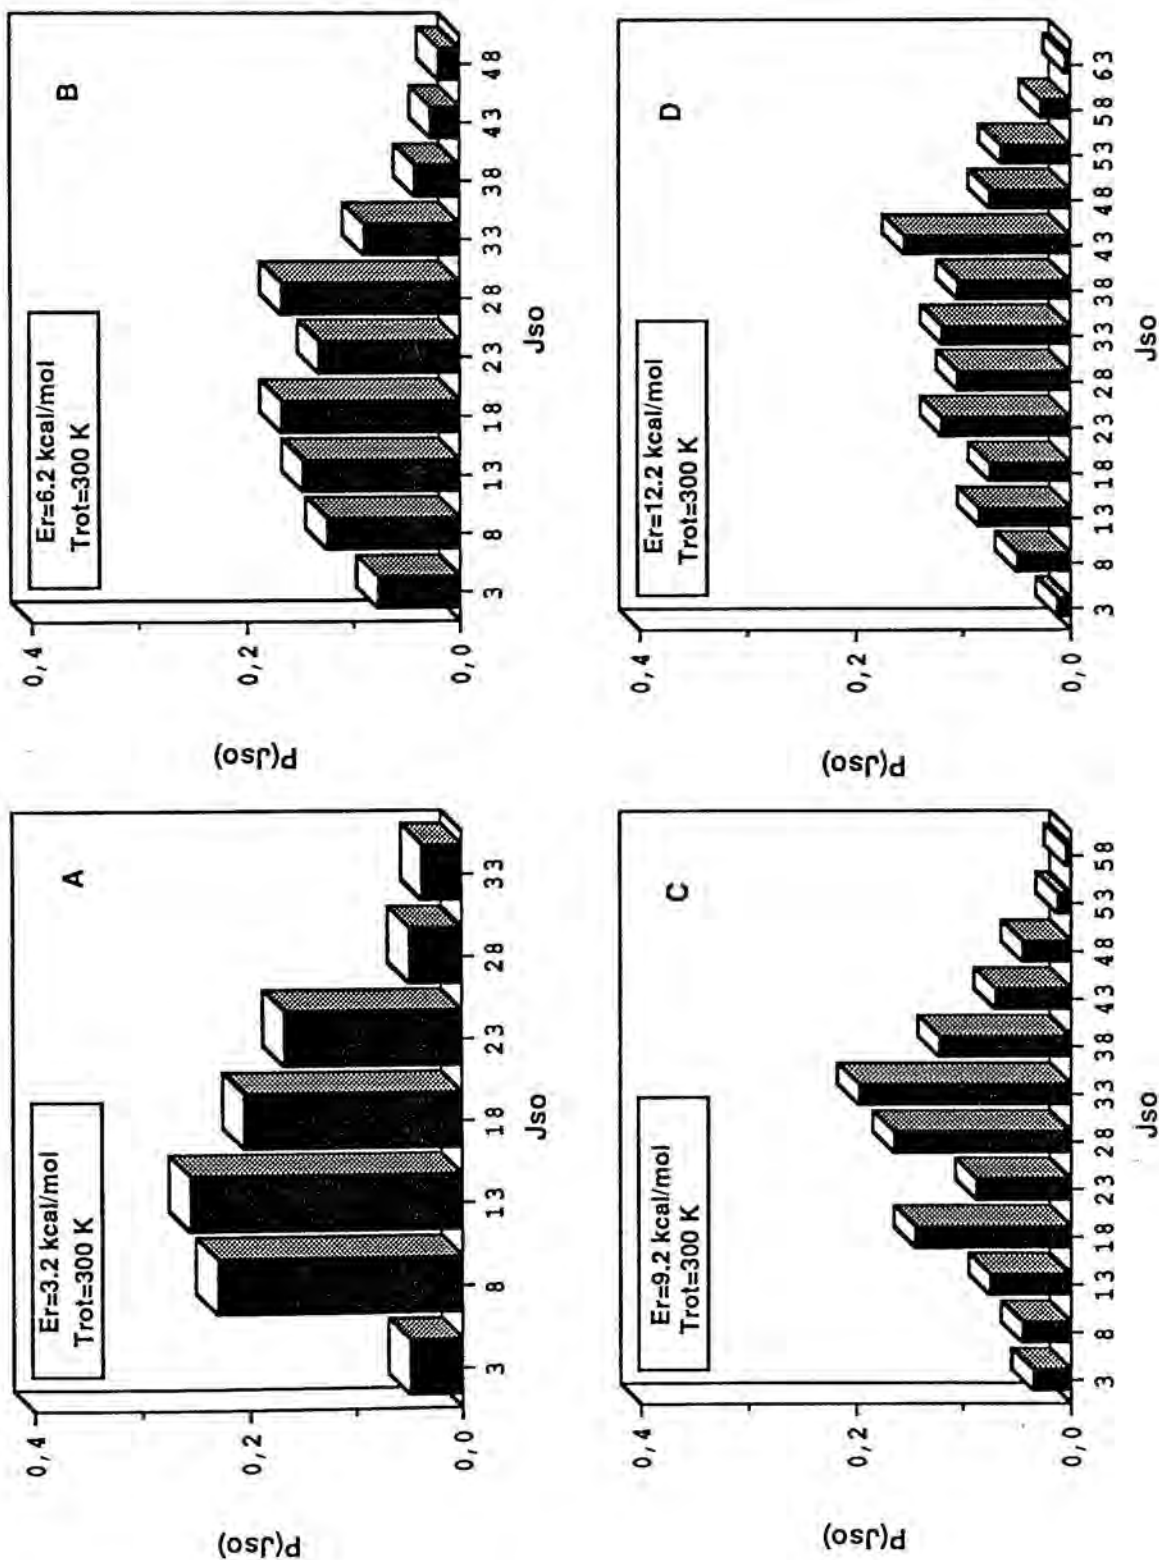 A
Er=3.2 kcal/mol
Trot=300 K
P(Jso)
0,4
0,2
0,0
3 8 13 18 23 28 33
Jso
B
Er=6.2 kcal/mol
Trot=300 K
P(Jso)
0,4
0,2
0,0
3 8 13 18 23 28 33 38 43 48
Jso
C
Er=9.2 kcal/mol
Trot=300 K
P(Jso)
0,4
0,2
0,0
3 8 13 18 23 28 33 38 43 48 53 58
Jso
D
Er=12.2 kcal/mol
Trot=300 K
P(Jso)
0,4
0,2
0,0
3 8 13 18 23 28 33 38 43 48 53 58 63
Jso